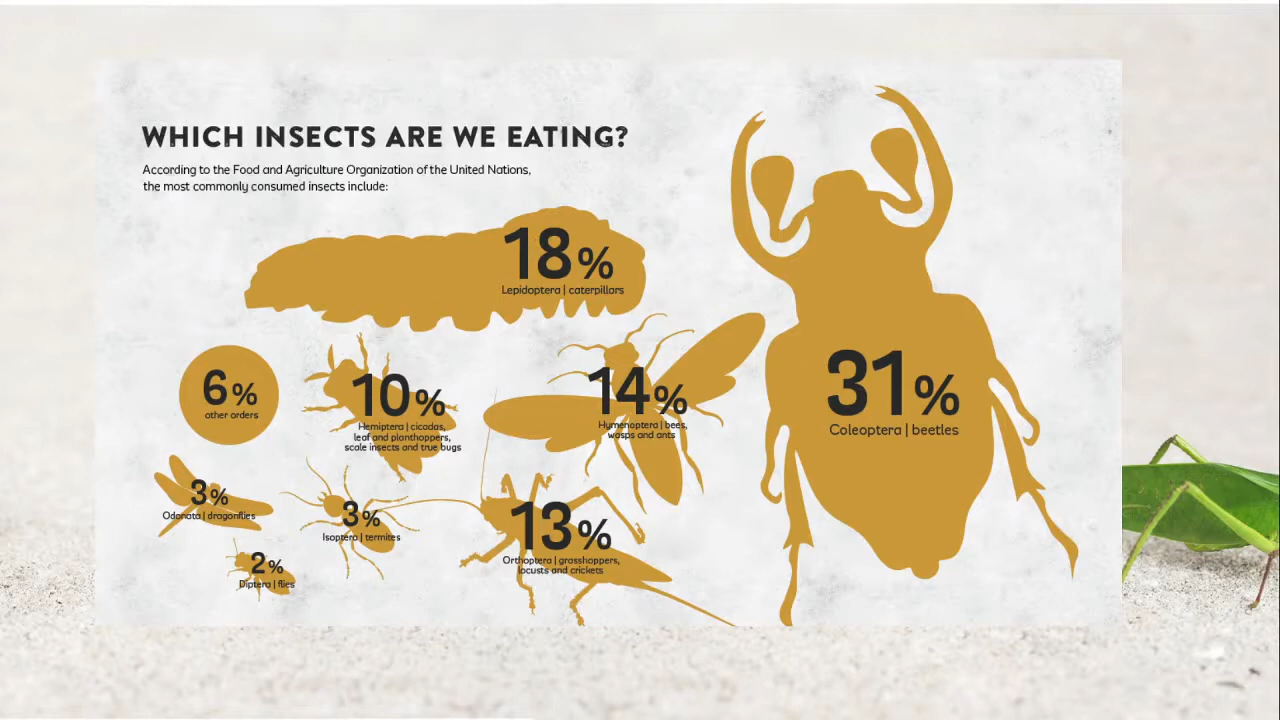 WHICH INSECTS ARE WE EATING?
According to the Food and Agriculture Organization of the United Nations,
the most commonly consumed insects include:
18%
Lepidoptera | caterpillars
31%
Coleoptera | beetles
6%
other orders
10%
Hemiptera | cicadas,
leaf and planthoppers,
scale insects and true bugs
14%
Hymenoptera | bees,
wasps and ants
3%
Odonata | dragonflies
3%
Isoptera | termites
13%
Orthoptera | grasshoppers,
locusts and crickets
2%
Diptera | flies